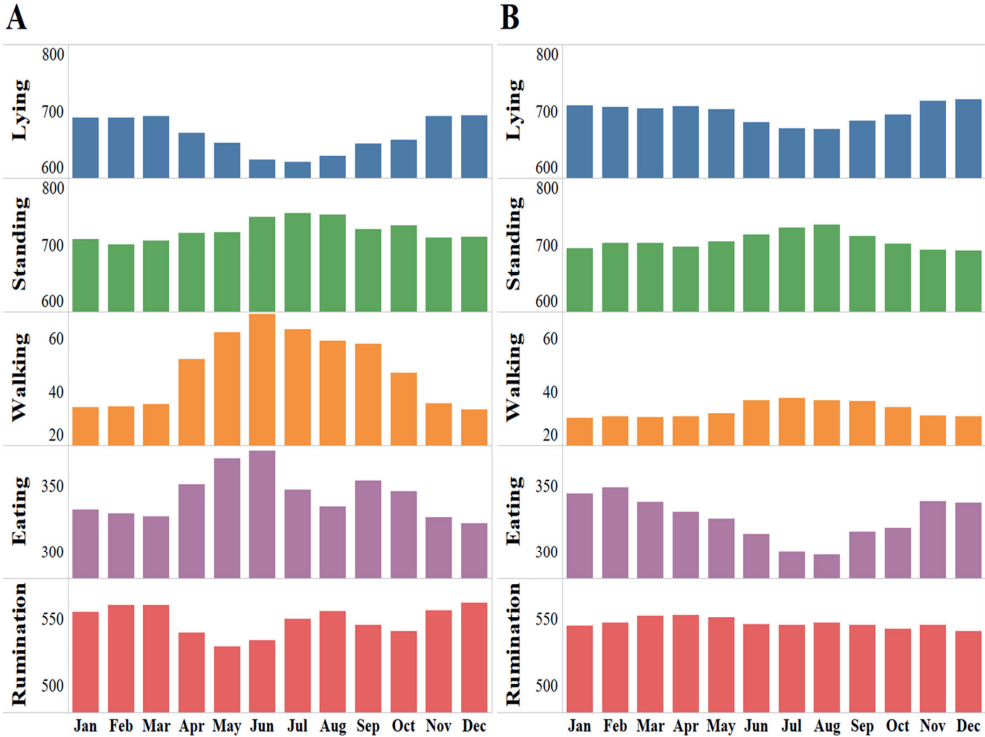 A
B
Lying
800
700
600
Standing
800
700
600
Walking
60
40
20
Eating
350
300
Rumination
550
500
Jan Feb Mar Apr May Jun Jul Aug Sep Oct Nov Dec
Lying
800
700
600
Standing
800
700
600
Walking
60
40
20
Eating
350
300
Rumination
550
500
Jan Feb Mar Apr May Jun Jul Aug Sep Oct Nov Dec